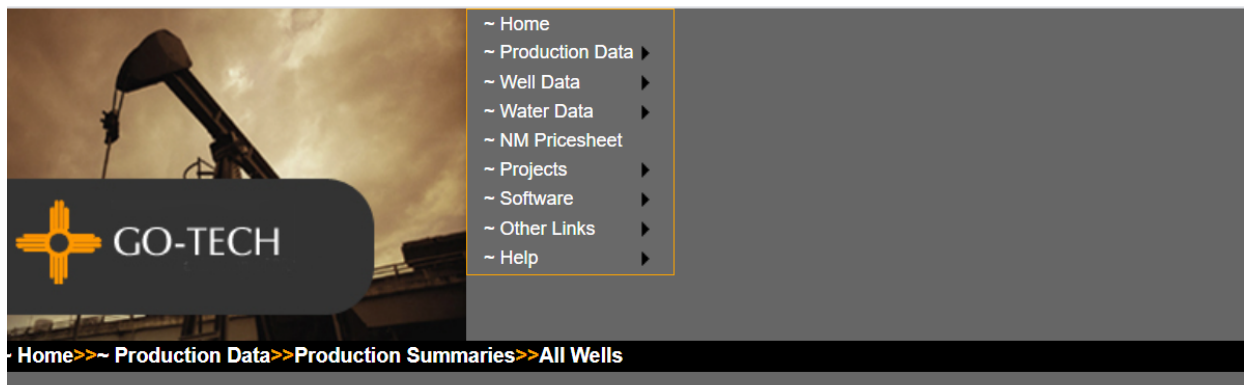 ~ Home
~ Production Data
~ Well Data
~ Water Data
~ NM Pricesheet
~ Projects
~ Software
~ Other Links
~ Help
GO-TECH
~ Home>>~ Production Data>>Production Summaries>>All Wells